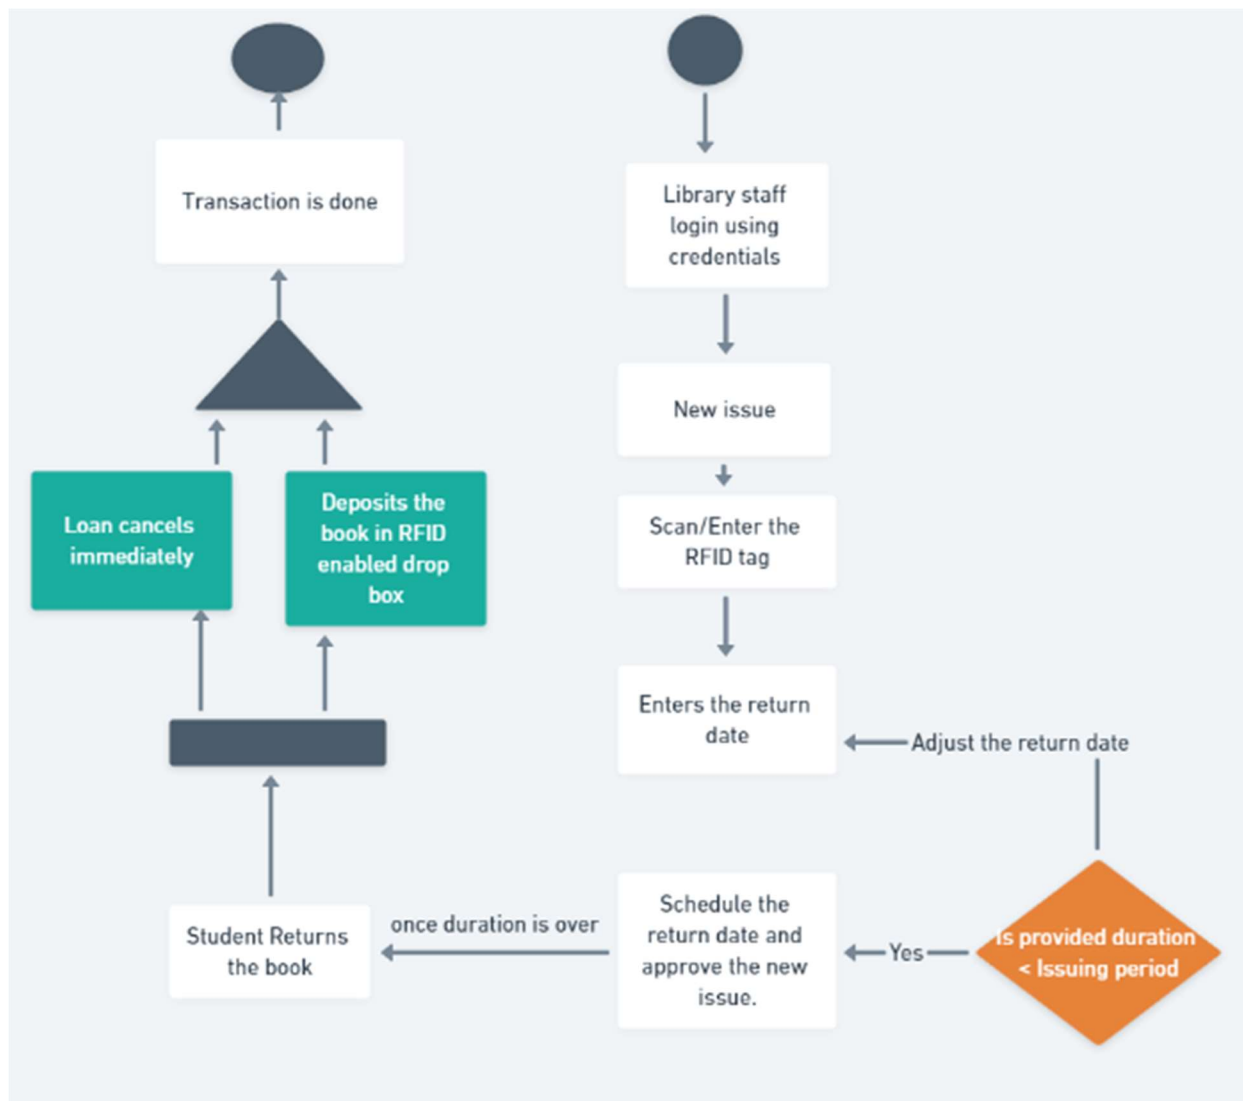 Transaction is done
Library staff
login using
credentials
New issue
Scan/Enter the
RFID tag
Loan cancels
immediately
Deposits the
book in RFID
enabled drop
box
Enters the return
date
Adjust the return date
Is provided duration
< Issuing period
Yes
Schedule the
return date and
approve the new
issue.
once duration is over
Student Returns
the book